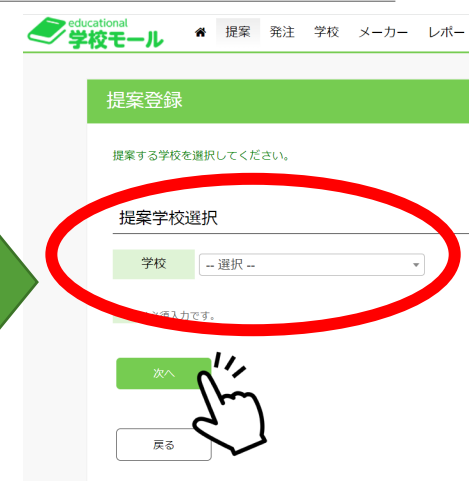 educational
学校モール
提案 発注 学校 メーカー レポー
提案登録
提案する学校を選択してください。
提案学校選択
学校 -- 選択 --
必須入力です。
次へ
戻る